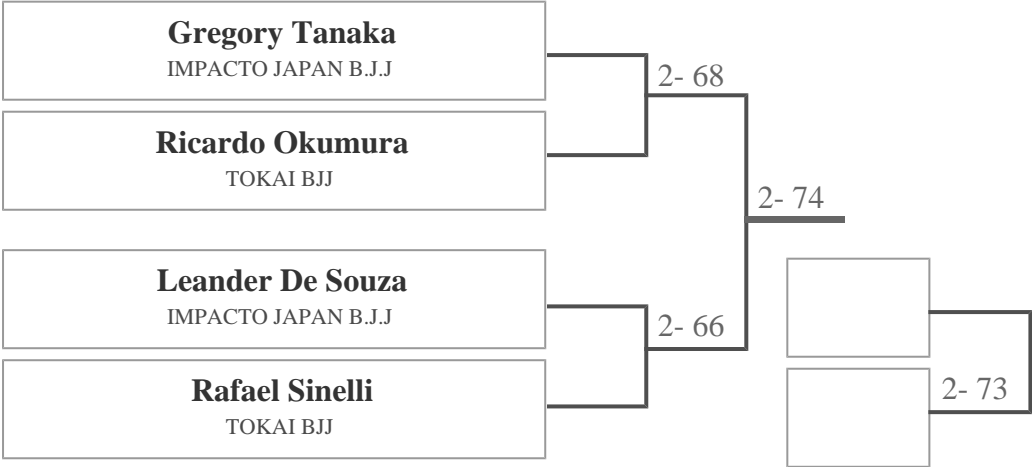 Gregory Tanaka
IMPACTO JAPAN B.J.J
2- 68
Ricardo Okumura
TOKAI BJJ
2- 74
Leander De Souza
IMPACTO JAPAN B.J.J
2- 66
Rafael Sinelli
TOKAI BJJ
2- 73